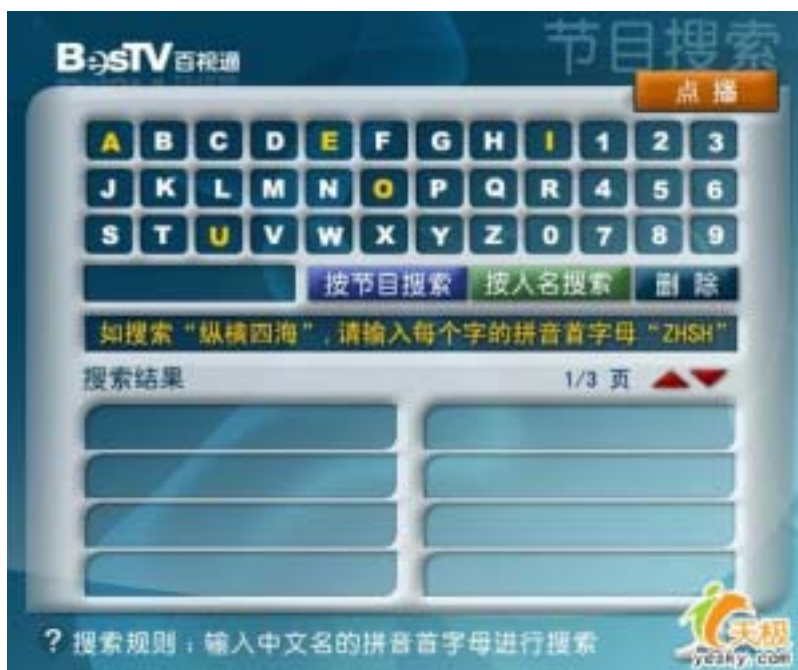 BesTV百视通
节目搜索
点播
A B C D E F G H I 1 2 3
J K L M N O P Q R 4 5 6
S T U V W X Y Z 0 7 8 9
按节目搜索 按人名搜索 删除
如搜索“纵横四海”,请输入每个字的拼音首字母“ZHSH”
搜索结果 1/3 页
? 搜索规则:输入中文名的拼音首字母进行搜索
天极
yesky.com